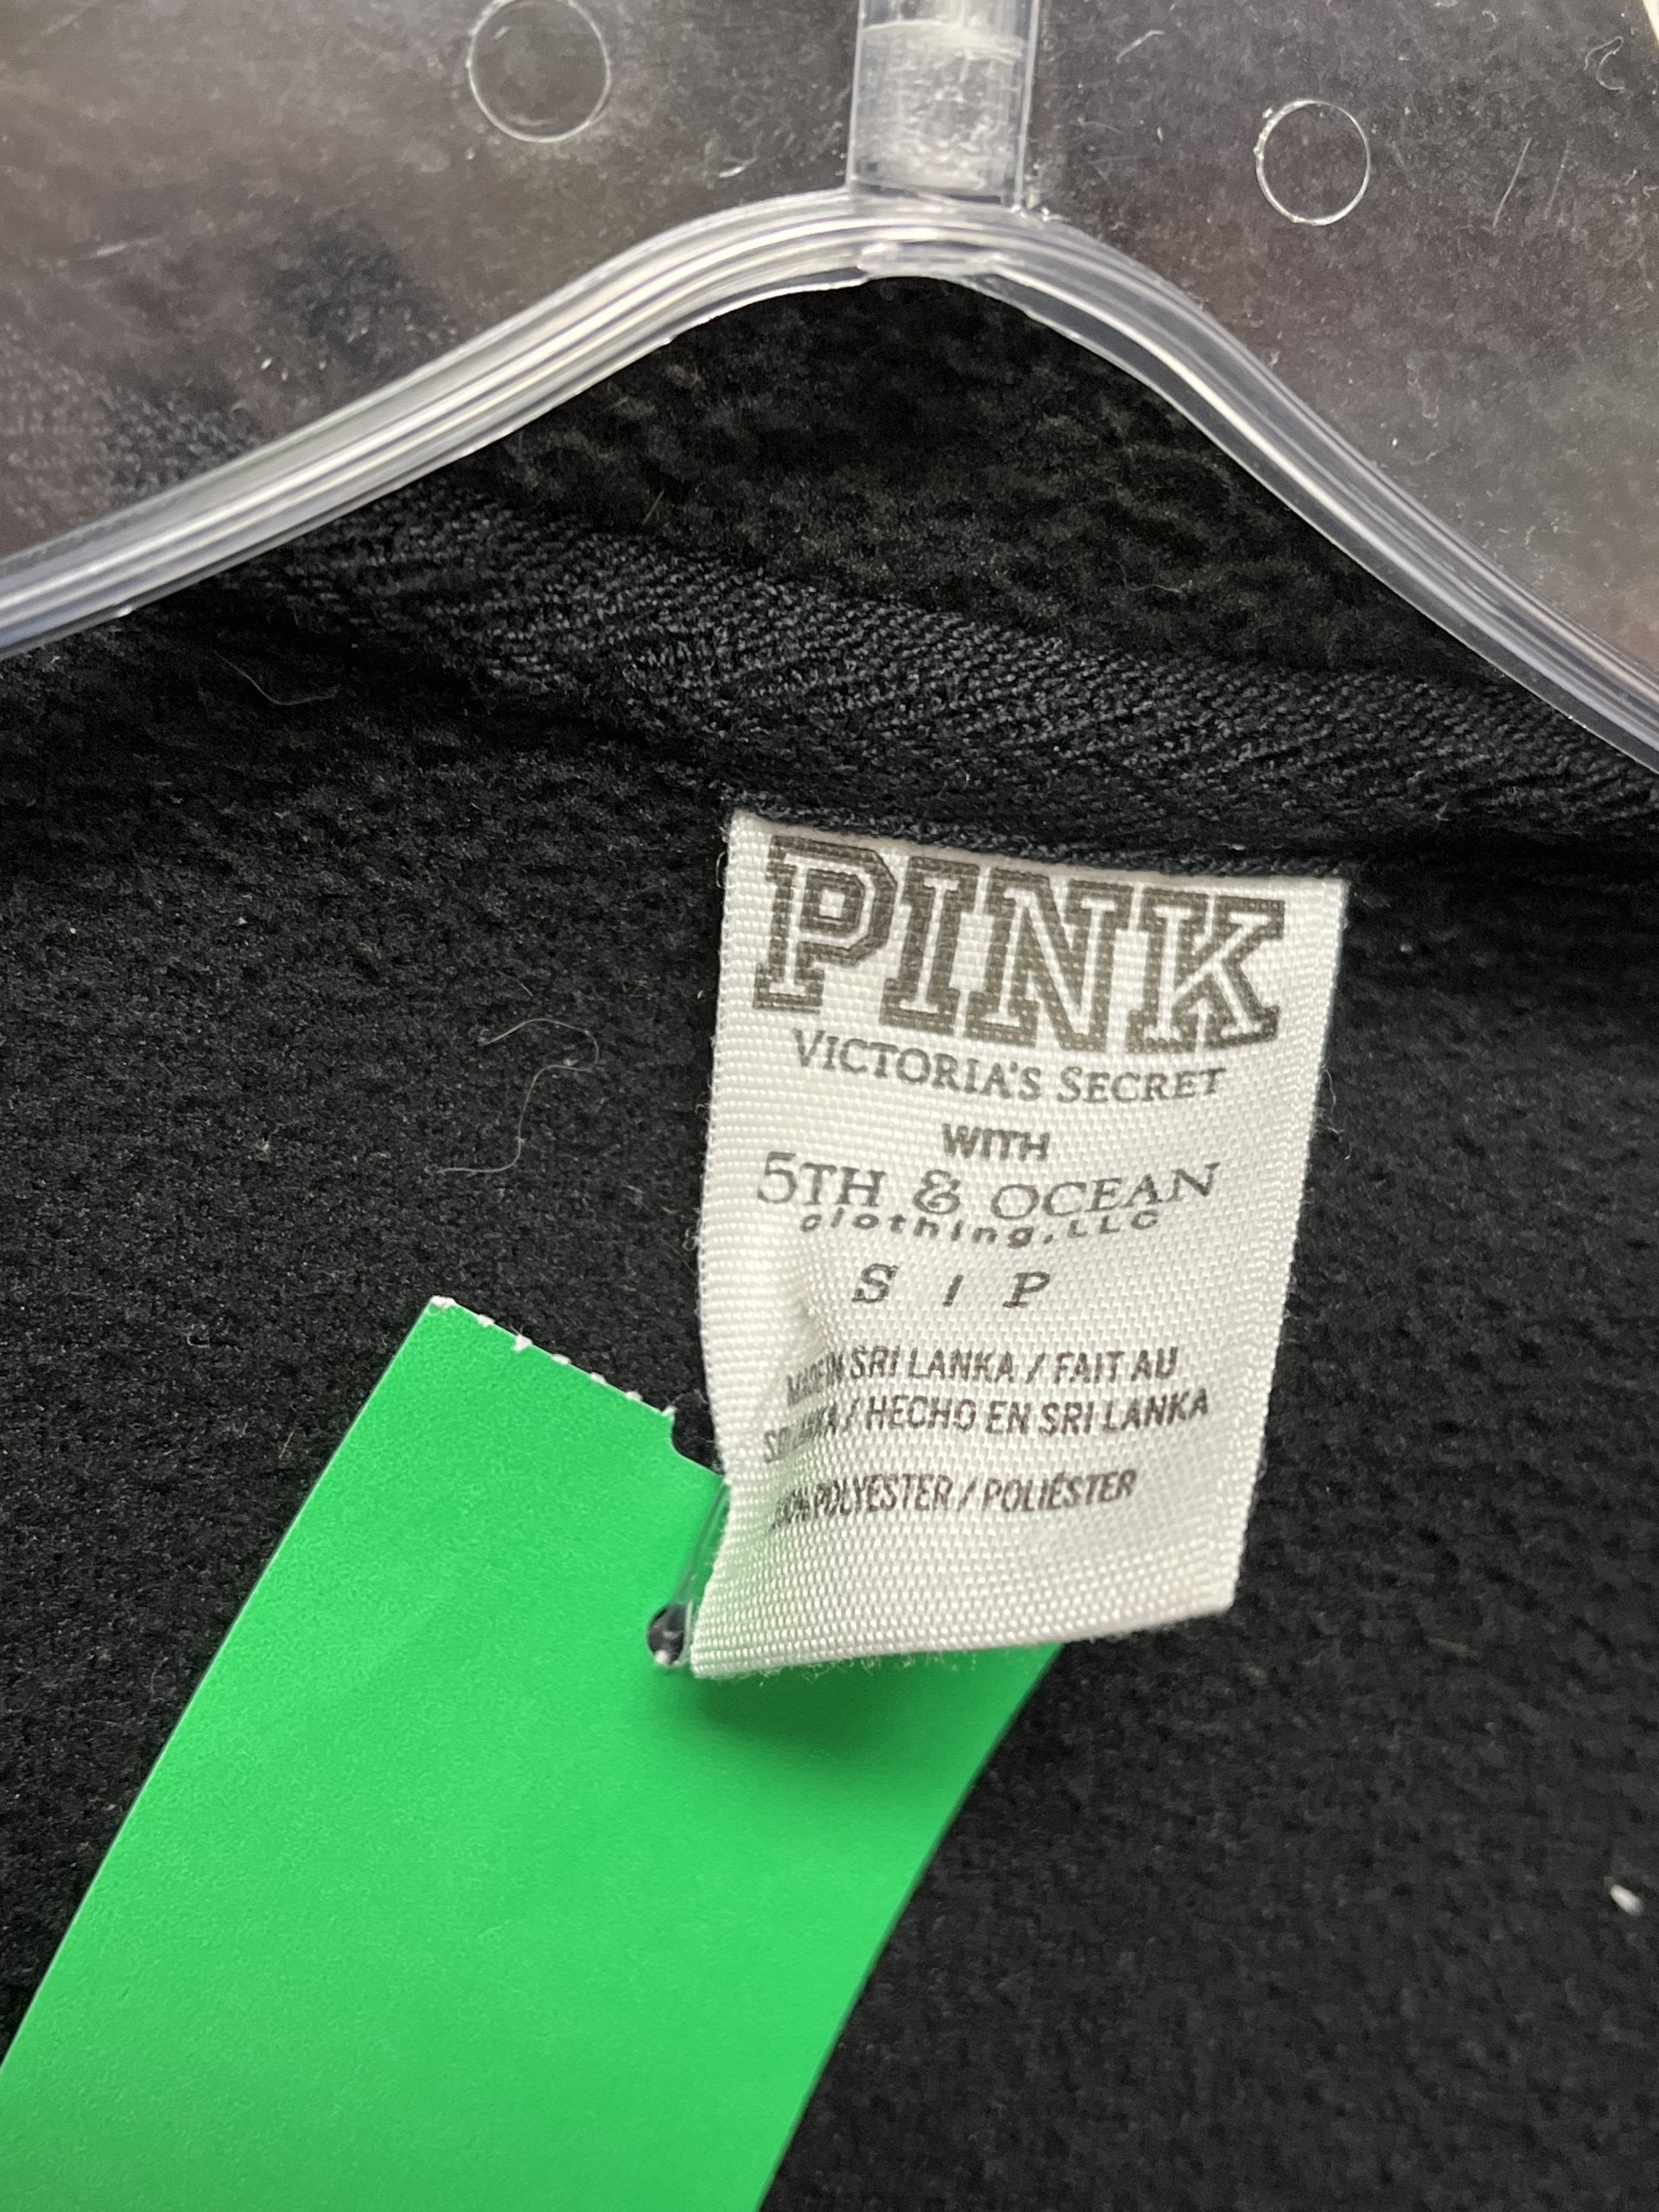 PINK
VICTORIA'S SECRET
WITH
5TH & OCEAN
clothing, LLC
S / P
MADE IN SRI LANKA / FAIT AU
SRI LANKA / HECHO EN SRI LANKA
POLYESTER / POLIÉSTER